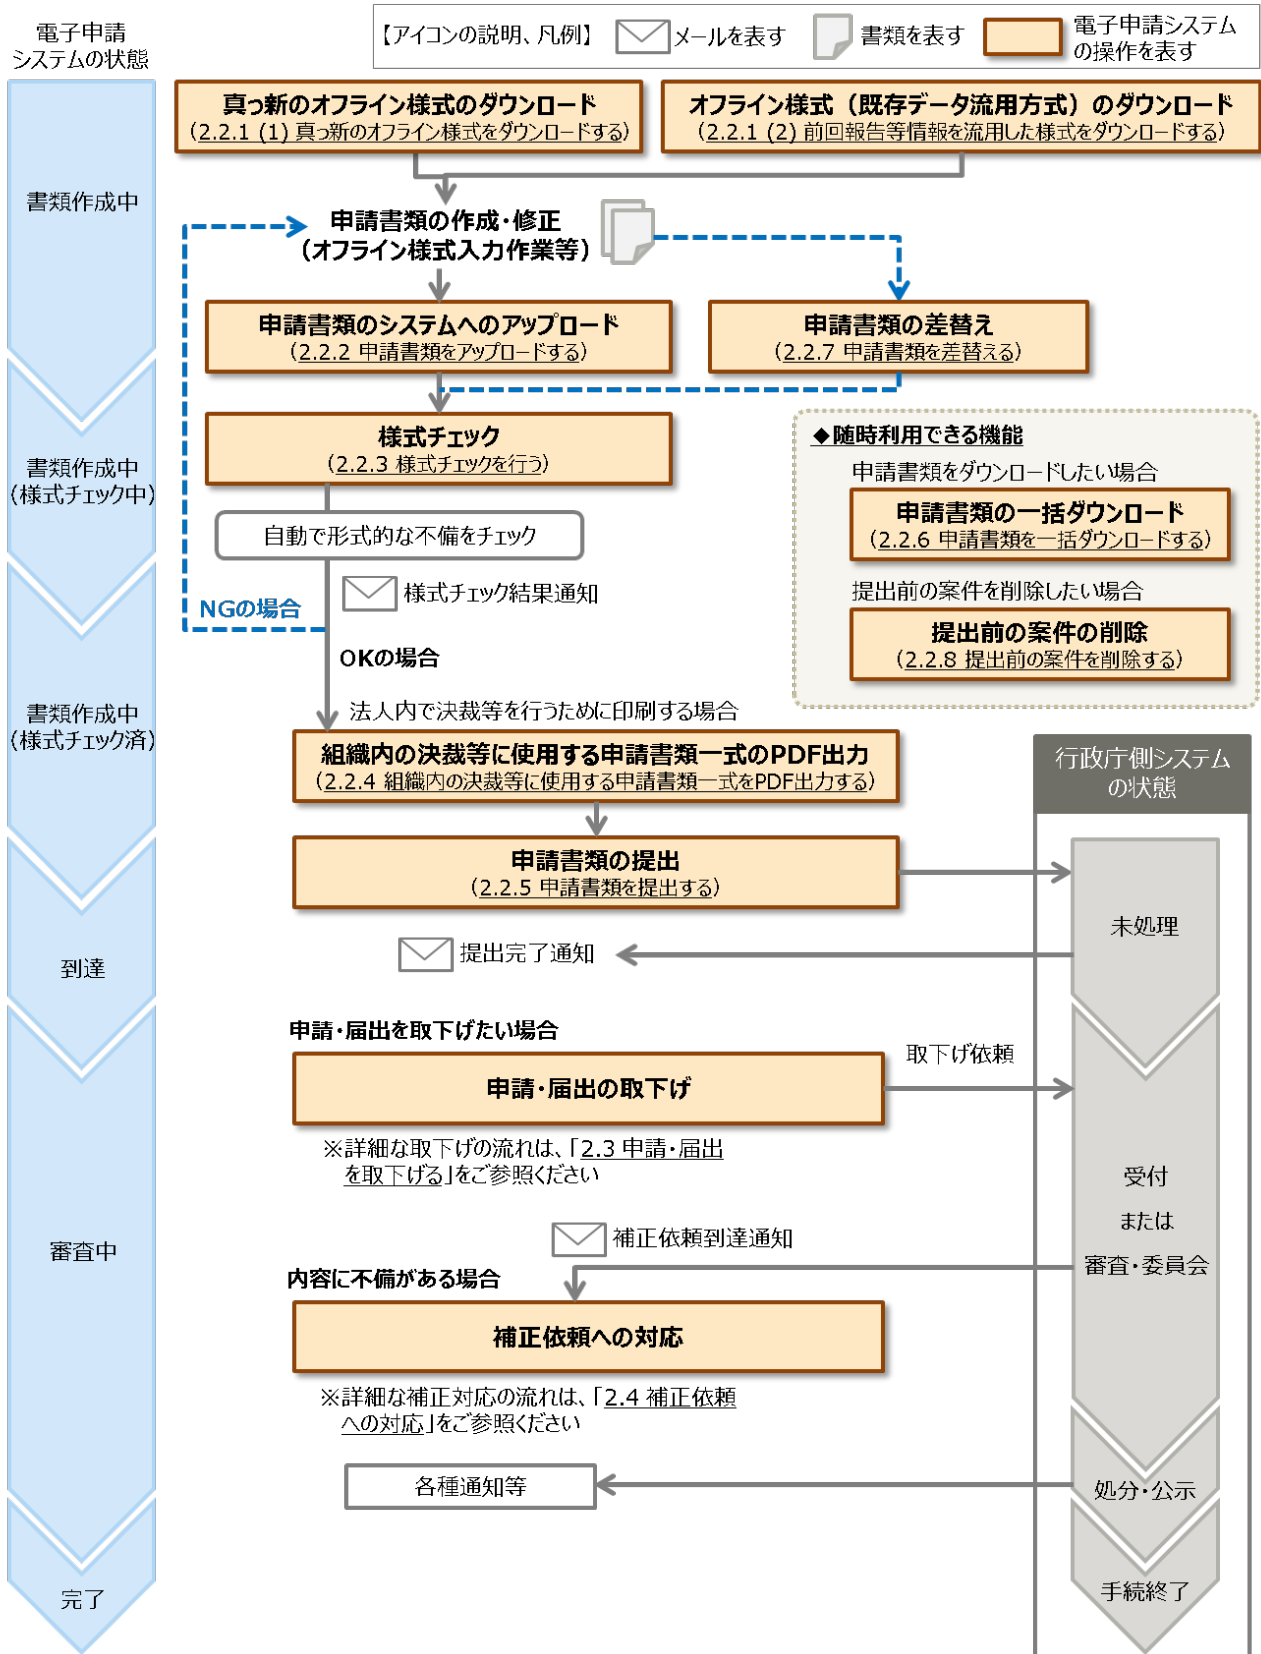 電子申請
システムの状態
【アイコンの説明、凡例】
メールを表す
書類を表す
電子申請システム
の操作を表す
真っ新のオフライン様式のダウンロード
(2.2.1 (1) 真っ新のオフライン様式をダウンロードする)
オフライン様式（既存データ流用方式）のダウンロード
(2.2.1 (2) 前回報告等情報を流用した様式をダウンロードする)
書類作成中
申請書類の作成・修正
(オフライン様式入力作業等)
申請書類のシステムへのアップロード
(2.2.2 申請書類をアップロードする)
申請書類の差替え
(2.2.7 申請書類を差替える)
様式チェック
(2.2.3 様式チェックを行う)
書類作成中
(様式チェック中)
自動で形式的な不備をチェック
様式チェック結果通知
NGの場合
OKの場合
◆随時利用できる機能
申請書類をダウンロードしたい場合
申請書類の一括ダウンロード
(2.2.6 申請書類を一括ダウンロードする)
提出前の案件を削除したい場合
提出前の案件の削除
(2.2.8 提出前の案件を削除する)
書類作成中
(様式チェック済)
法人内で決裁等を行うために印刷する場合
組織内の決裁等に使用する申請書類一式のPDF出力
(2.2.4 組織内の決裁等に使用する申請書類一式をPDF出力する)
行政庁側システム
の状態
申請書類の提出
(2.2.5 申請書類を提出する)
未処理
到達
提出完了通知
申請・届出を取下げたい場合
申請・届出の取下げ
取下げ依頼
※詳細な取下げの流れは、「2.3 申請・届出
を取下げる」をご参照ください
受付
または
審査・委員会
審査中
補正依頼到達通知
内容に不備がある場合
補正依頼への対応
※詳細な補正対応の流れは、「2.4 補正依頼
への対応」をご参照ください
各種通知等
処分・公示
完了
手続終了